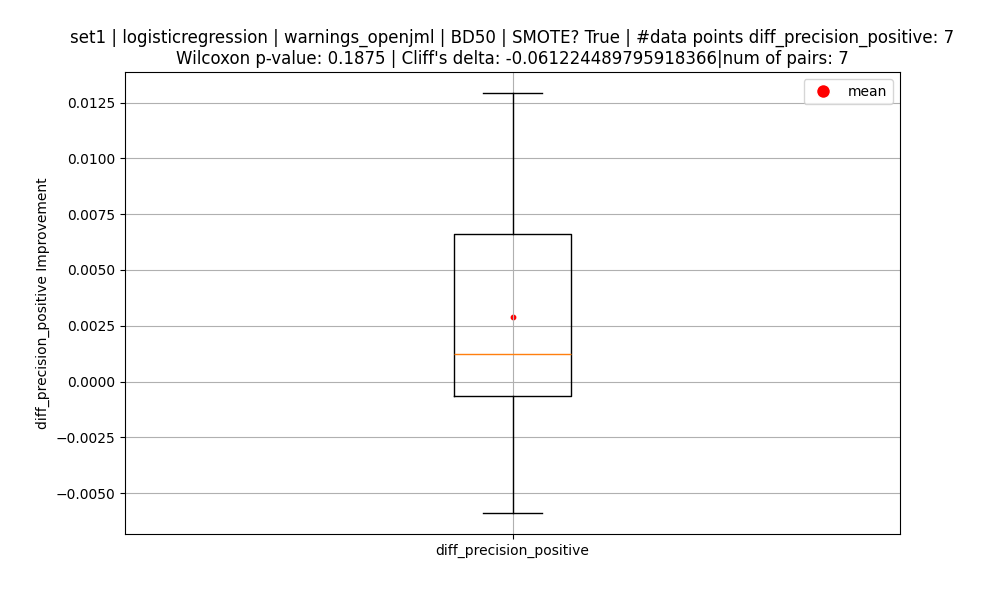 set1 | logisticregression | warnings_openjml | BD50 | SMOTE? True | #data points diff_precision_positive: 7
Wilcoxon p-value: 0.1875 | Cliff's delta: -0.061224489795918366|num of pairs: 7
mean
0.0125
0.0100
0.0075
0.0050
0.0025
0.0000
−0.0025
−0.0050
diff_precision_positive Improvement
diff_precision_positive